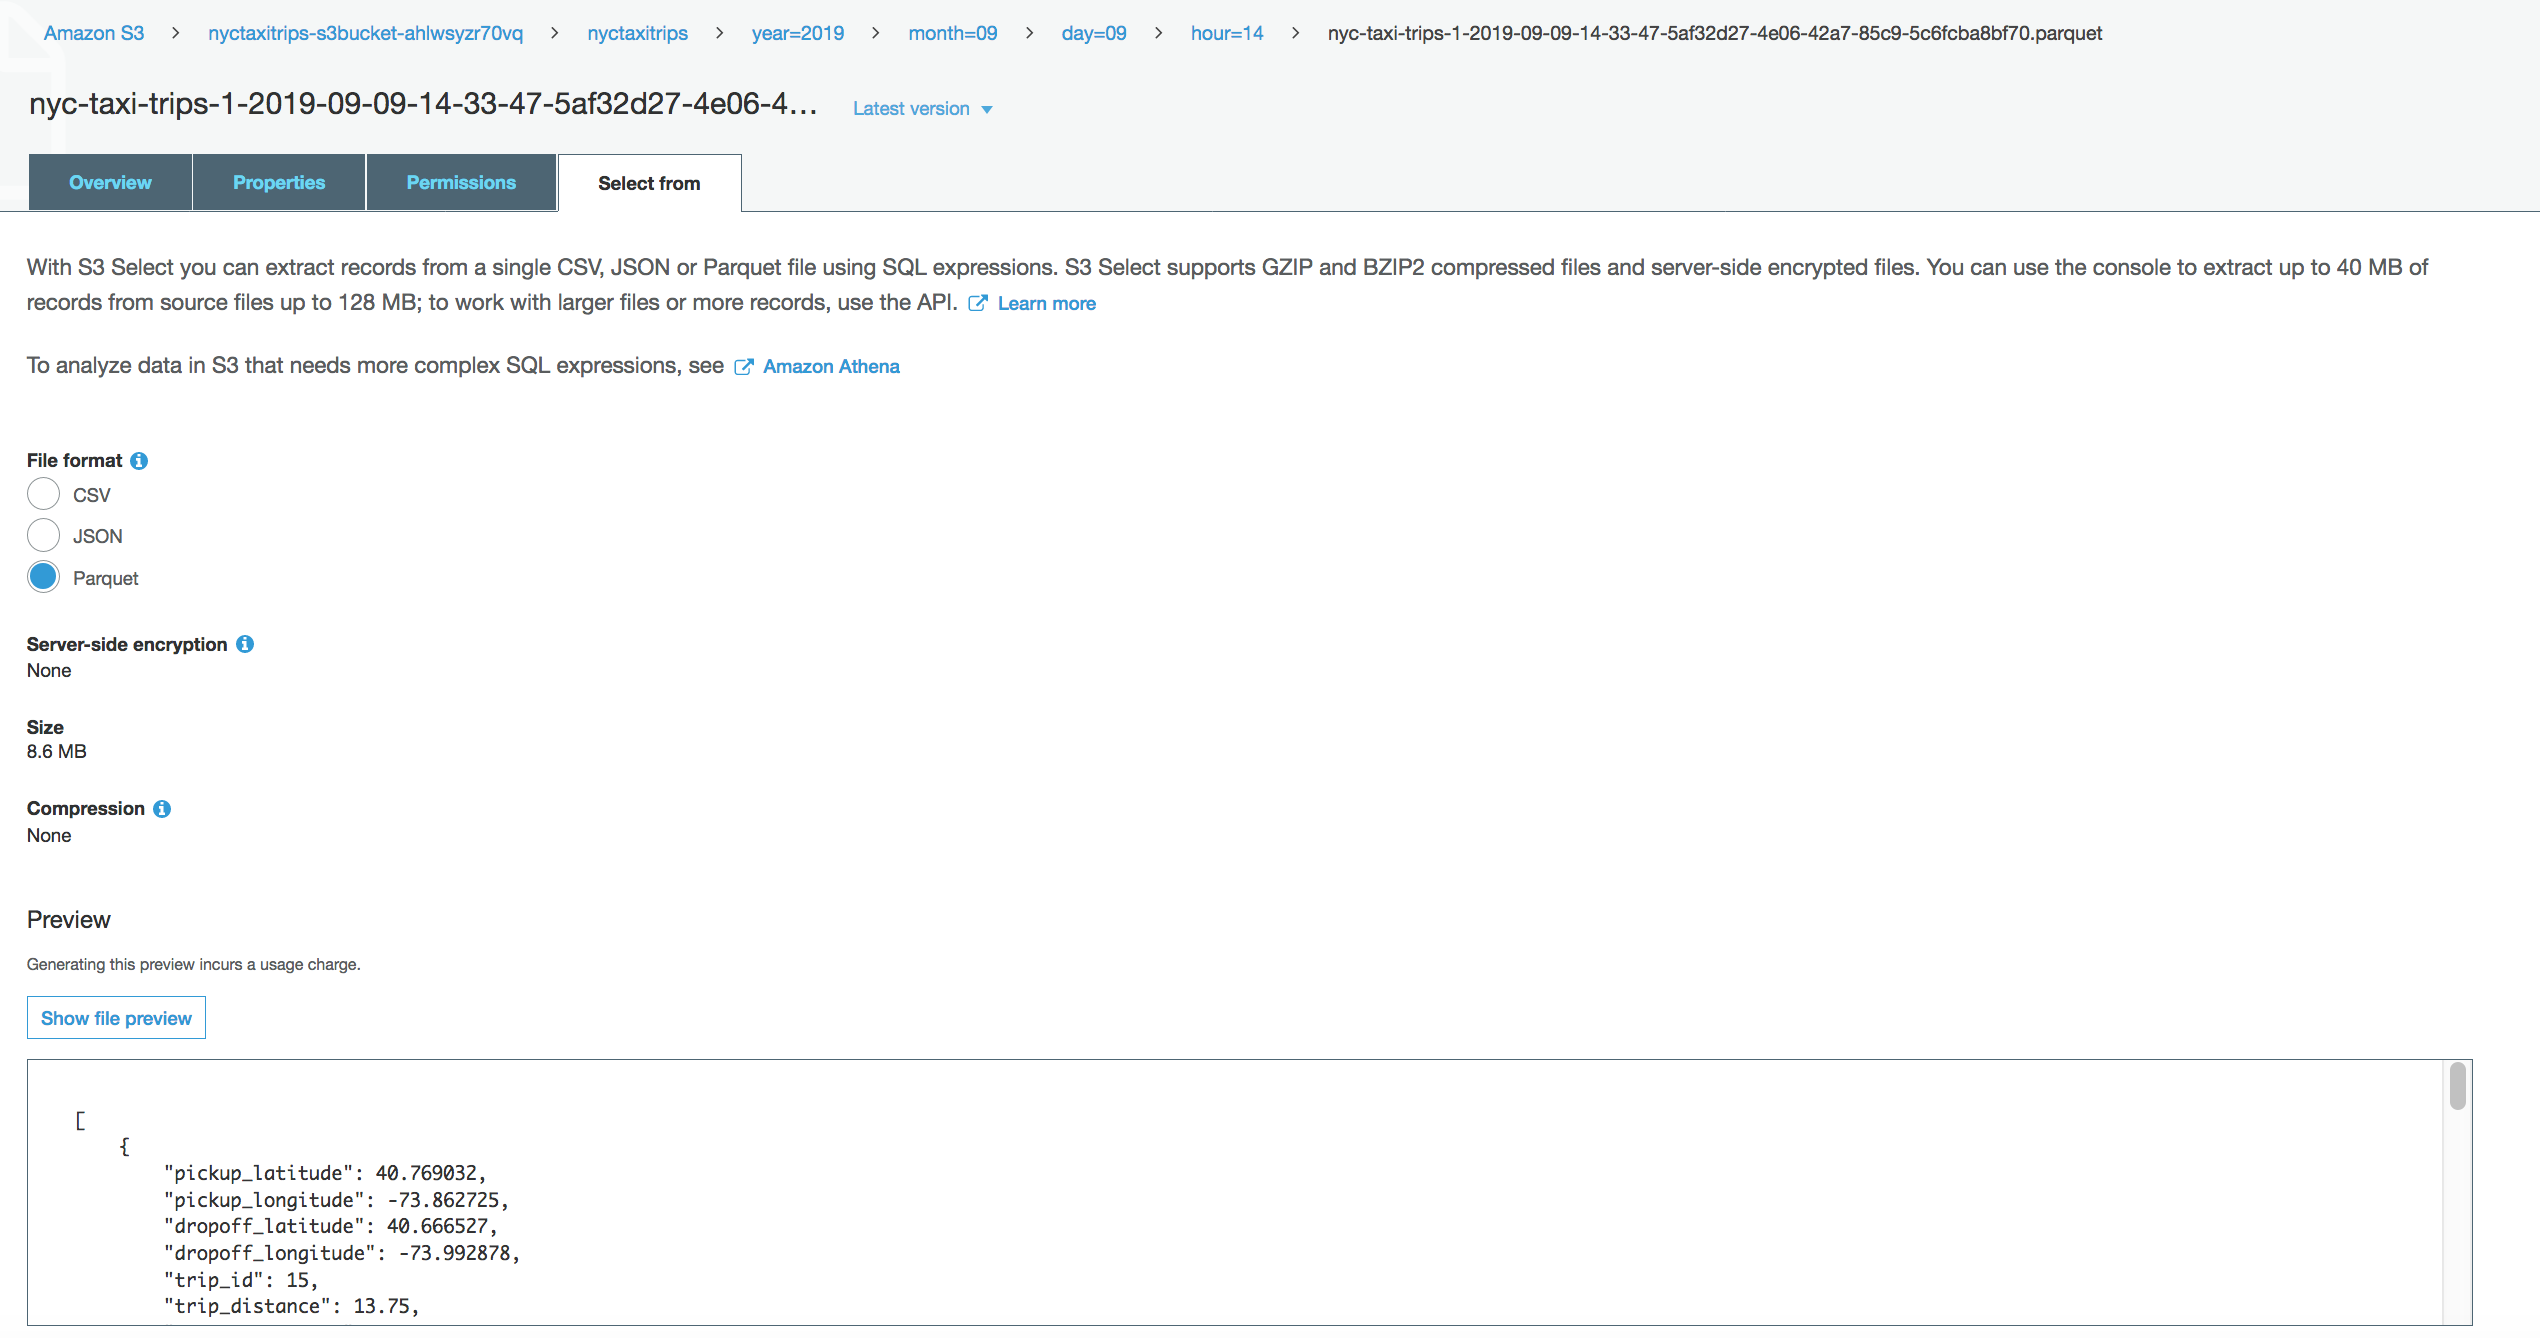 Amazon S3 > nyctaxitrips-s3bucket-ahlwsyzr70vq > nyctaxitrips > year=2019 > month=09 > day=09 > hour=14 > nyc-taxi-trips-1-2019-09-09-14-33-47-5af32d27-4e06-42a7-85c9-5c6fcba8bf70.parquet
nyc-taxi-trips-1-2019-09-09-14-33-47-5af32d27-4e06-4... Latest version
Overview Properties Permissions Select from
With S3 Select you can extract records from a single CSV, JSON or Parquet file using SQL expressions. S3 Select supports GZIP and BZIP2 compressed files and server-side encrypted files. You can use the console to extract up to 40 MB of
records from source files up to 128 MB; to work with larger files or more records, use the API. Learn more
To analyze data in S3 that needs more complex SQL expressions, see Amazon Athena
File format
CSV
JSON
Parquet
Server-side encryption
None
Size
8.6 MB
Compression
None
Preview
Generating this preview incurs a usage charge.
Show file preview
[
{
"pickup_latitude": 40.769032,
"pickup_longitude": -73.862725,
"dropoff_latitude": 40.666527,
"dropoff_longitude": -73.992878,
"trip_id": 15,
"trip_distance": 13.75,